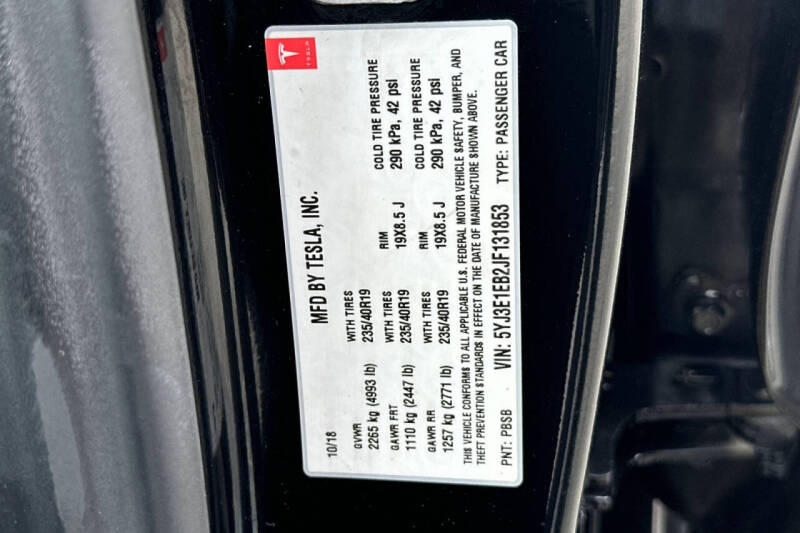 TESLA
MFD BY TESLA, INC.
10/18
GVWR WITH TIRES RIM COLD TIRE PRESSURE
2265 kg (4993 lb) 235/40R19 19X8.5 J 290 kPa, 42 psi
GAWR FRT WITH TIRES
1110 kg (2447 lb) 235/40R19
GAWR RR WITH TIRES RIM COLD TIRE PRESSURE
1257 kg (2771 lb) 235/40R19 19X8.5 J 290 kPa, 42 psi
THIS VEHICLE CONFORMS TO ALL APPLICABLE U.S. FEDERAL MOTOR VEHICLE SAFETY, BUMPER, AND
THEFT PREVENTION STANDARDS IN EFFECT ON THE DATE OF MANUFACTURE SHOWN ABOVE.
VIN: 5YJ3E1EB2JF131853 TYPE: PASSENGER CAR
PNT: PBSB